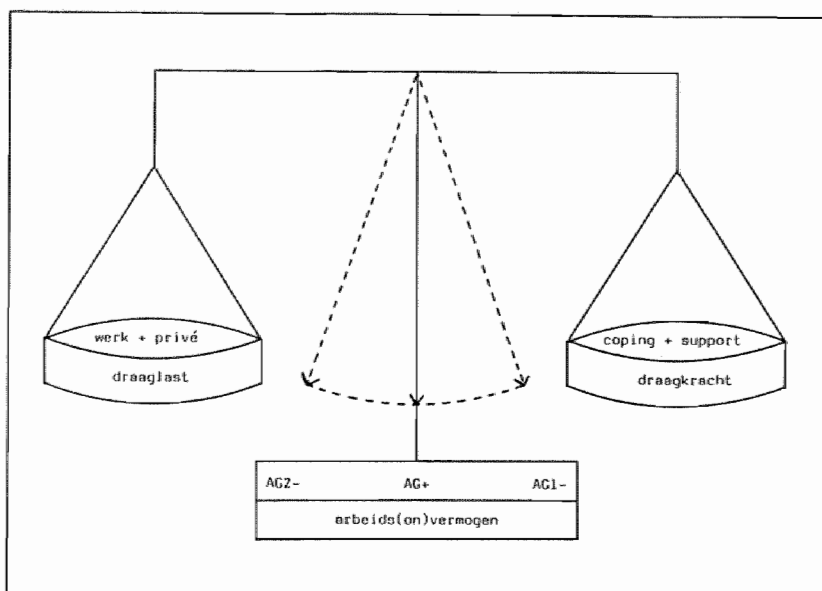 werk + privé
draaglast
coping + support
draagkracht
AG2- AG+ AG1-
arbeids(on)vermogen